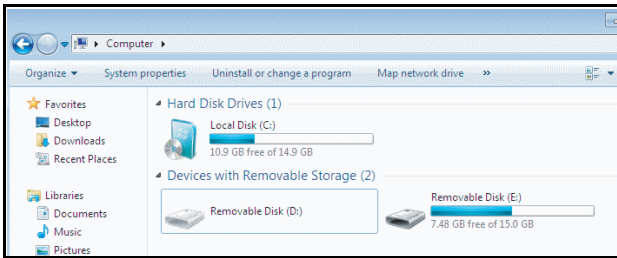 Computer
Organize System properties Uninstall or change a program Map network drive »
Favorites
Desktop
Downloads
Recent Places
Libraries
Documents
Music
Pictures
Hard Disk Drives (1)
Local Disk (C:)
10.9 GB free of 14.9 GB
Devices with Removable Storage (2)
Removable Disk (D:)
Removable Disk (E:)
7.48 GB free of 15.0 GB